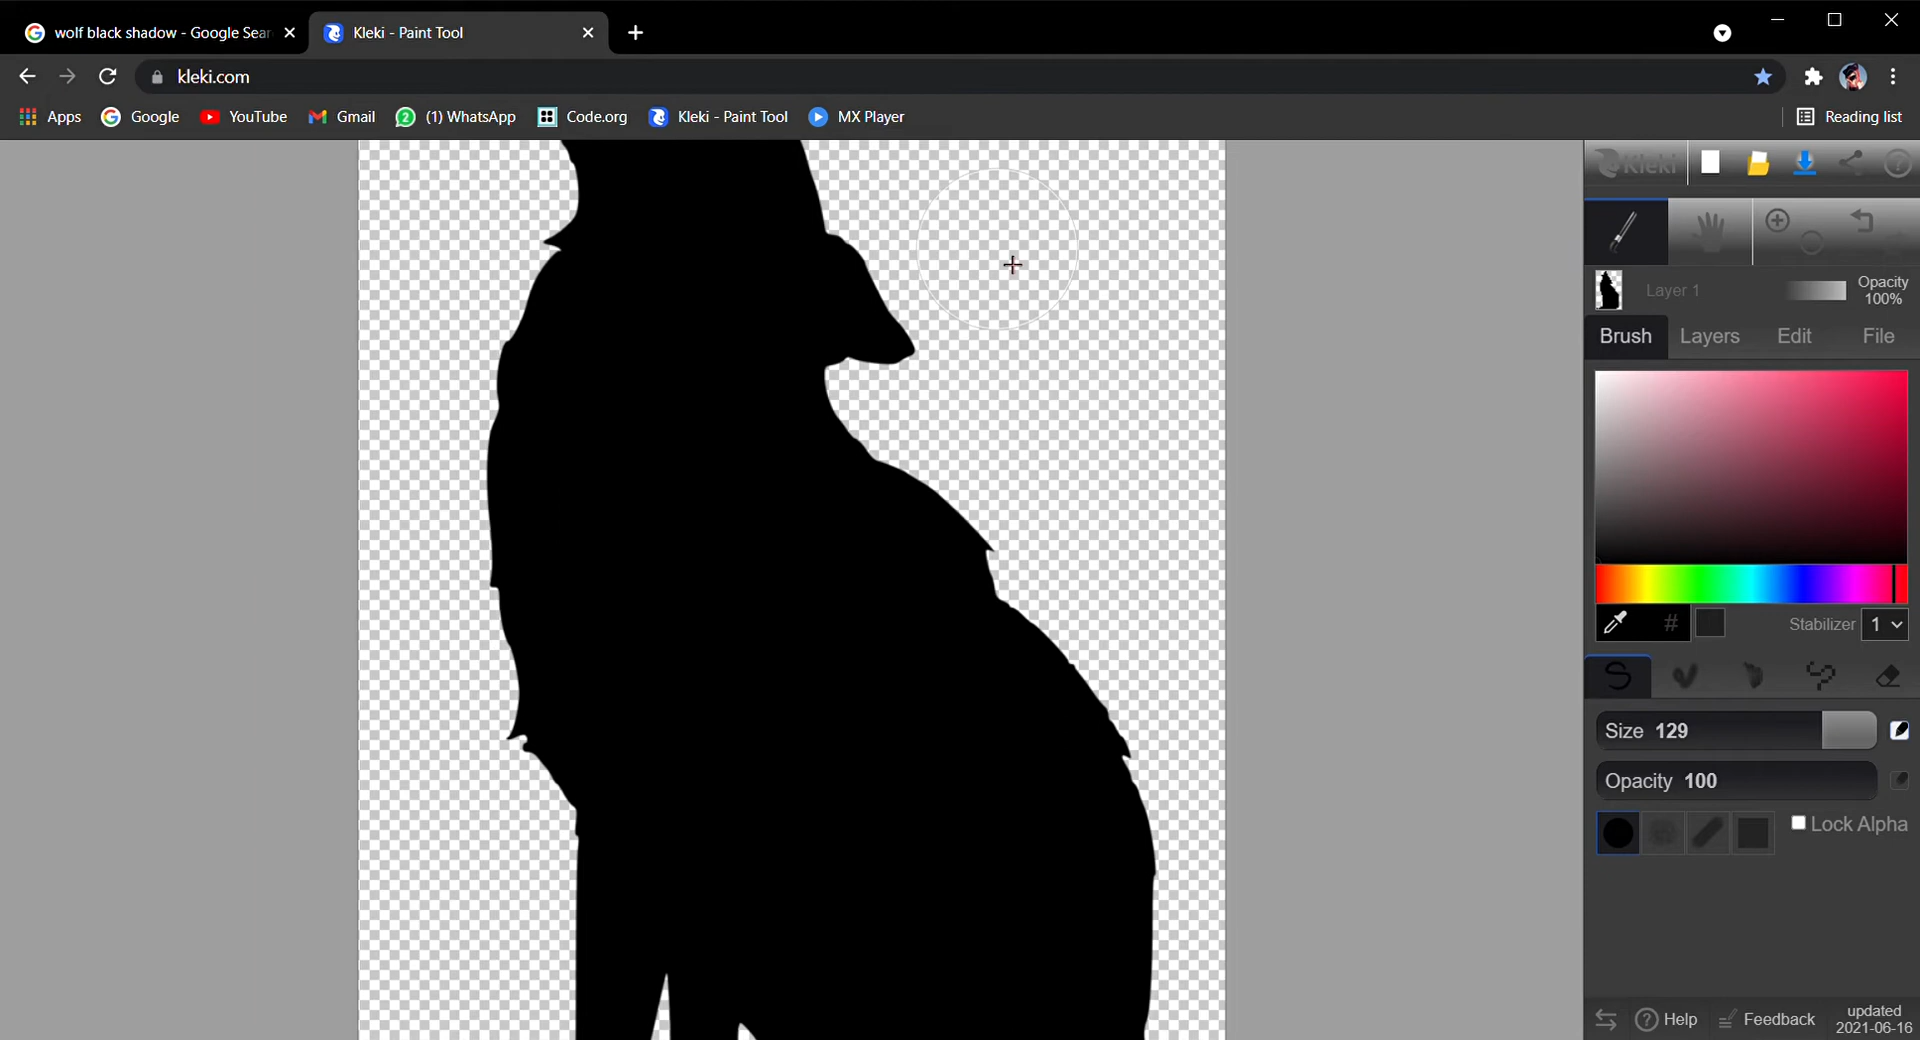 wolf black shadow - Google Sear
Kleki - Paint Tool
kleki.com
Apps
Google
YouTube
Gmail
2
(1) WhatsApp
Code.org
Kleki - Paint Tool
MX Player
Reading list
Kleki
Layer 1
Opacity
100%
Brush
Layers
Edit
File
#
Stabilizer 1
Size 129
Opacity 100
Lock Alpha
Help
Feedback
updated
2021-06-16